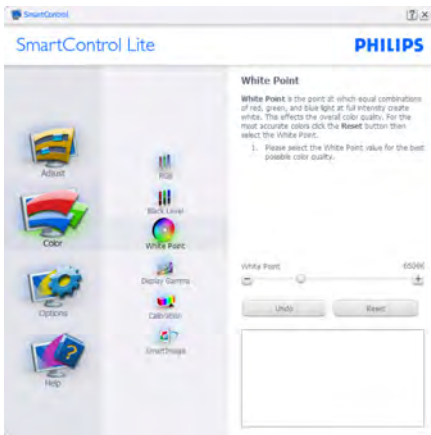 SmartControl
SmartControl Lite
PHILIPS
White Point
White Point is the point at which equal combinations
of red, green, and blue light at full intensity create
white. This effects the overall color quality. For the
most accurate colors click the Reset button then
select the White Point.
1. Please select the White Point value for the best
possible color quality.
Adjust
Color
Options
Help
RGB
Black Level
White Point
Display Gamma
Calibration
SmartImage
White Point 6506K
Undo
Reset